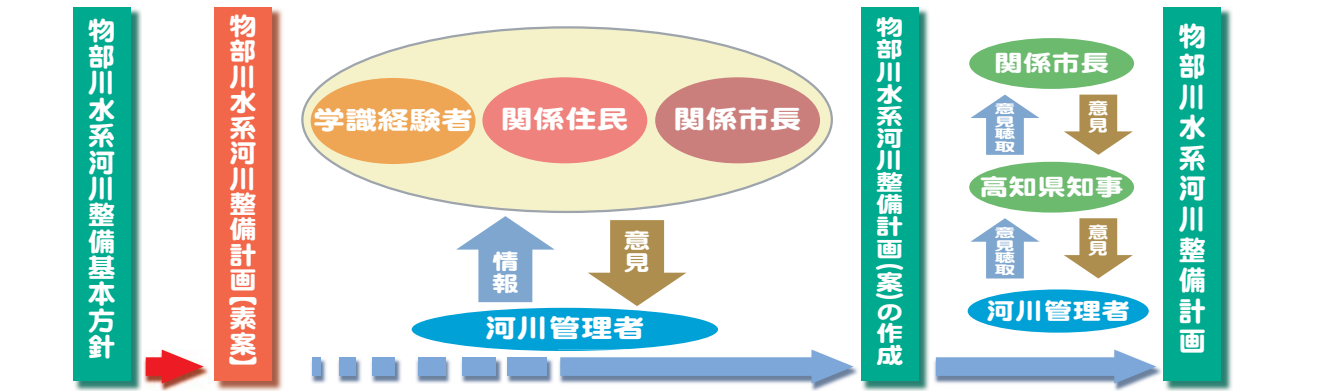 物部川水系河川整備基本方針
物部川水系河川整備計画【素案】
学識経験者
関係住民
関係市長
情報
意見
河川管理者
物部川水系河川整備計画(案)の作成
関係市長
意見聴取
意見
高知県知事
意見聴取
意見
河川管理者
物部川水系河川整備計画